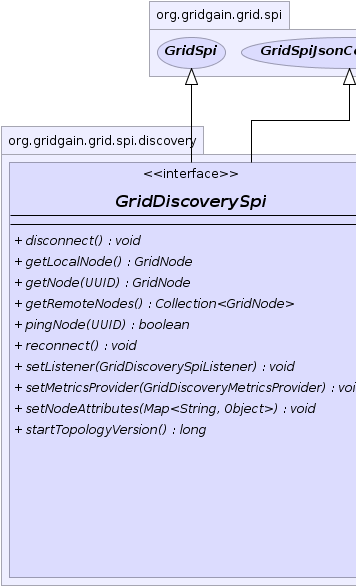 org.gridgain.grid.spi
GridSpi
GridSpiJsonCo
org.gridgain.grid.spi.discovery
<<interface>>
GridDiscoverySpi
+ disconnect() : void
+ getLocalNode() : GridNode
+ getNode(UUID) : GridNode
+ getRemoteNodes() : Collection<GridNode>
+ pingNode(UUID) : boolean
+ reconnect() : void
+ setListener(GridDiscoverySpiListener) : void
+ setMetricsProvider(GridDiscoveryMetricsProvider) : voi
+ setNodeAttributes(Map<String, Object>) : void
+ startTopologyVersion() : long